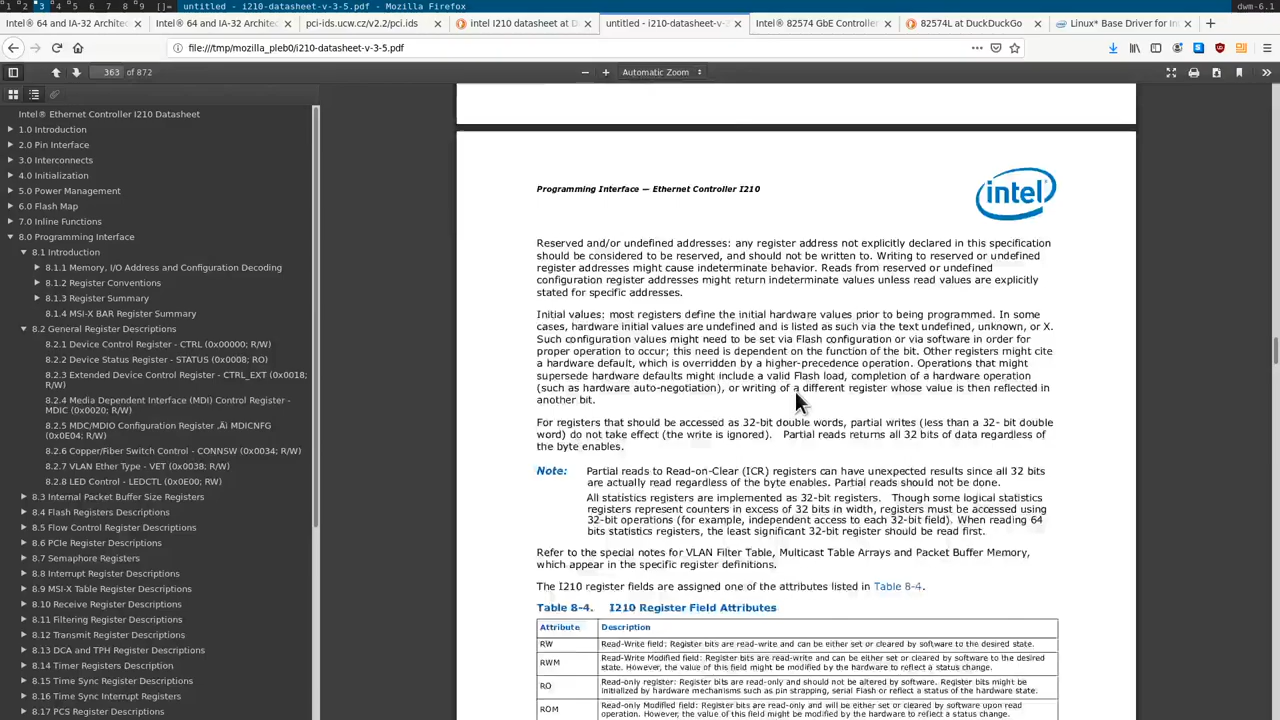 1 2 3 4 5 6 7 8 9 []= untitled - i210-datasheet-v-3-5.pdf - Mozilla Firefox dwm-6.1
Intel® 64 and IA-32 Architec Intel® 64 and IA-32 Architec pci-ids.ucw.cz/v2.2/pci.ids intel I210 datasheet at D untitled - i210-datasheet-v-3 Intel® 82574 GbE Controller 82574L at DuckDuckGo Linux* Base Driver for In
file:///tmp/mozilla_pleb0/i210-datasheet-v-3-5.pdf
363 of 872 Automatic Zoom
Intel® Ethernet Controller I210 Datasheet
1.0 Introduction
2.0 Pin Interface
3.0 Interconnects
4.0 Initialization
5.0 Power Management
6.0 Flash Map
7.0 Inline Functions
8.0 Programming Interface
8.1 Introduction
8.1.1 Memory, I/O Address and Configuration Decoding
8.1.2 Register Conventions
8.1.3 Register Summary
8.1.4 MSI-X BAR Register Summary
8.2 General Register Descriptions
8.2.1 Device Control Register - CTRL (0x00000; R/W)
8.2.2 Device Status Register - STATUS (0x0008; RO)
8.2.3 Extended Device Control Register - CTRL_EXT (0x0018;
R/W)
8.2.4 Media Dependent Interface (MDI) Control Register -
MDIC (0x0020; R/W)
8.2.5 MDC/MDIO Configuration Register ‚Äì MDICNFG
(0x0E04; R/W)
8.2.6 Copper/Fiber Switch Control - CONNSW (0x0034; R/W)
8.2.7 VLAN Ether Type - VET (0x0038; R/W)
8.2.8 LED Control - LEDCTL (0x0E00; RW)
8.3 Internal Packet Buffer Size Registers
8.4 Flash Registers Descriptions
8.5 Flow Control Register Descriptions
8.6 PCIe Register Descriptions
8.7 Semaphore Registers
8.8 Interrupt Register Descriptions
8.9 MSI-X Table Register Descriptions
8.10 Receive Register Descriptions
8.11 Filtering Register Descriptions
8.12 Transmit Register Descriptions
8.13 DCA and TPH Register Descriptions
8.14 Timer Registers Description
8.15 Time Sync Register Descriptions
8.16 Time Sync Interrupt Registers
8.17 PCS Register Descriptions
Programming Interface — Ethernet Controller I210
intel
Reserved and/or undefined addresses: any register address not explicitly declared in this specification
should be considered to be reserved, and should not be written to. Writing to reserved or undefined
register addresses might cause indeterminate behavior. Reads from reserved or undefined
configuration register addresses might return indeterminate values unless read values are explicitly
stated for specific addresses.
Initial values: most registers define the initial hardware values prior to being programmed. In some
cases, hardware initial values are undefined and is listed as such via the text undefined, unknown, or X.
Such configuration values might need to be set via Flash configuration or via software in order for
proper operation to occur; this need is dependent on the function of the bit. Other registers might cite
a hardware default, which is overridden by a higher-precedence operation. Operations that might
supersede hardware defaults might include a valid Flash load, completion of a hardware operation
(such as hardware auto-negotiation), or writing of a different register whose value is then reflected in
another bit.
For registers that should be accessed as 32-bit double words, partial writes (less than a 32- bit double
word) do not take effect (the write is ignored). Partial reads returns all 32 bits of data regardless of
the byte enables.
Note: Partial reads to Read-on-Clear (ICR) registers can have unexpected results since all 32 bits
are actually read regardless of the byte enables. Partial reads should not be done.
All statistics registers are implemented as 32-bit registers. Though some logical statistics
registers represent counters in excess of 32 bits in width, registers must be accessed using
32-bit operations (for example, independent access to each 32-bit field). When reading 64
bits statistics registers, the least significant 32-bit register should be read first.
Refer to the special notes for VLAN Filter Table, Multicast Table Arrays and Packet Buffer Memory,
which appear in the specific register definitions.
The I210 register fields are assigned one of the attributes listed in Table 8-4.
Table 8-4. I210 Register Field Attributes
Attribute Description
RW Read-Write field: Register bits are read-write and can be either set or cleared by software to the desired state.
RWM Read-Write Modified field: Register bits are read-write and can be either set or cleared by software to the desired
state. However, the value of this field might be modified by the hardware to reflect a status change.
RO Read-only register: Register bits are read-only and should not be altered by software. Register bits might be
initialized by hardware mechanisms such as pin strapping, serial Flash or reflect a status of the hardware state.
ROM Read-only Modified field: Register bits are read-only and will be either set or cleared by software upon read
operation. However, the value of this field might be modified by the hardware to reflect a status change.